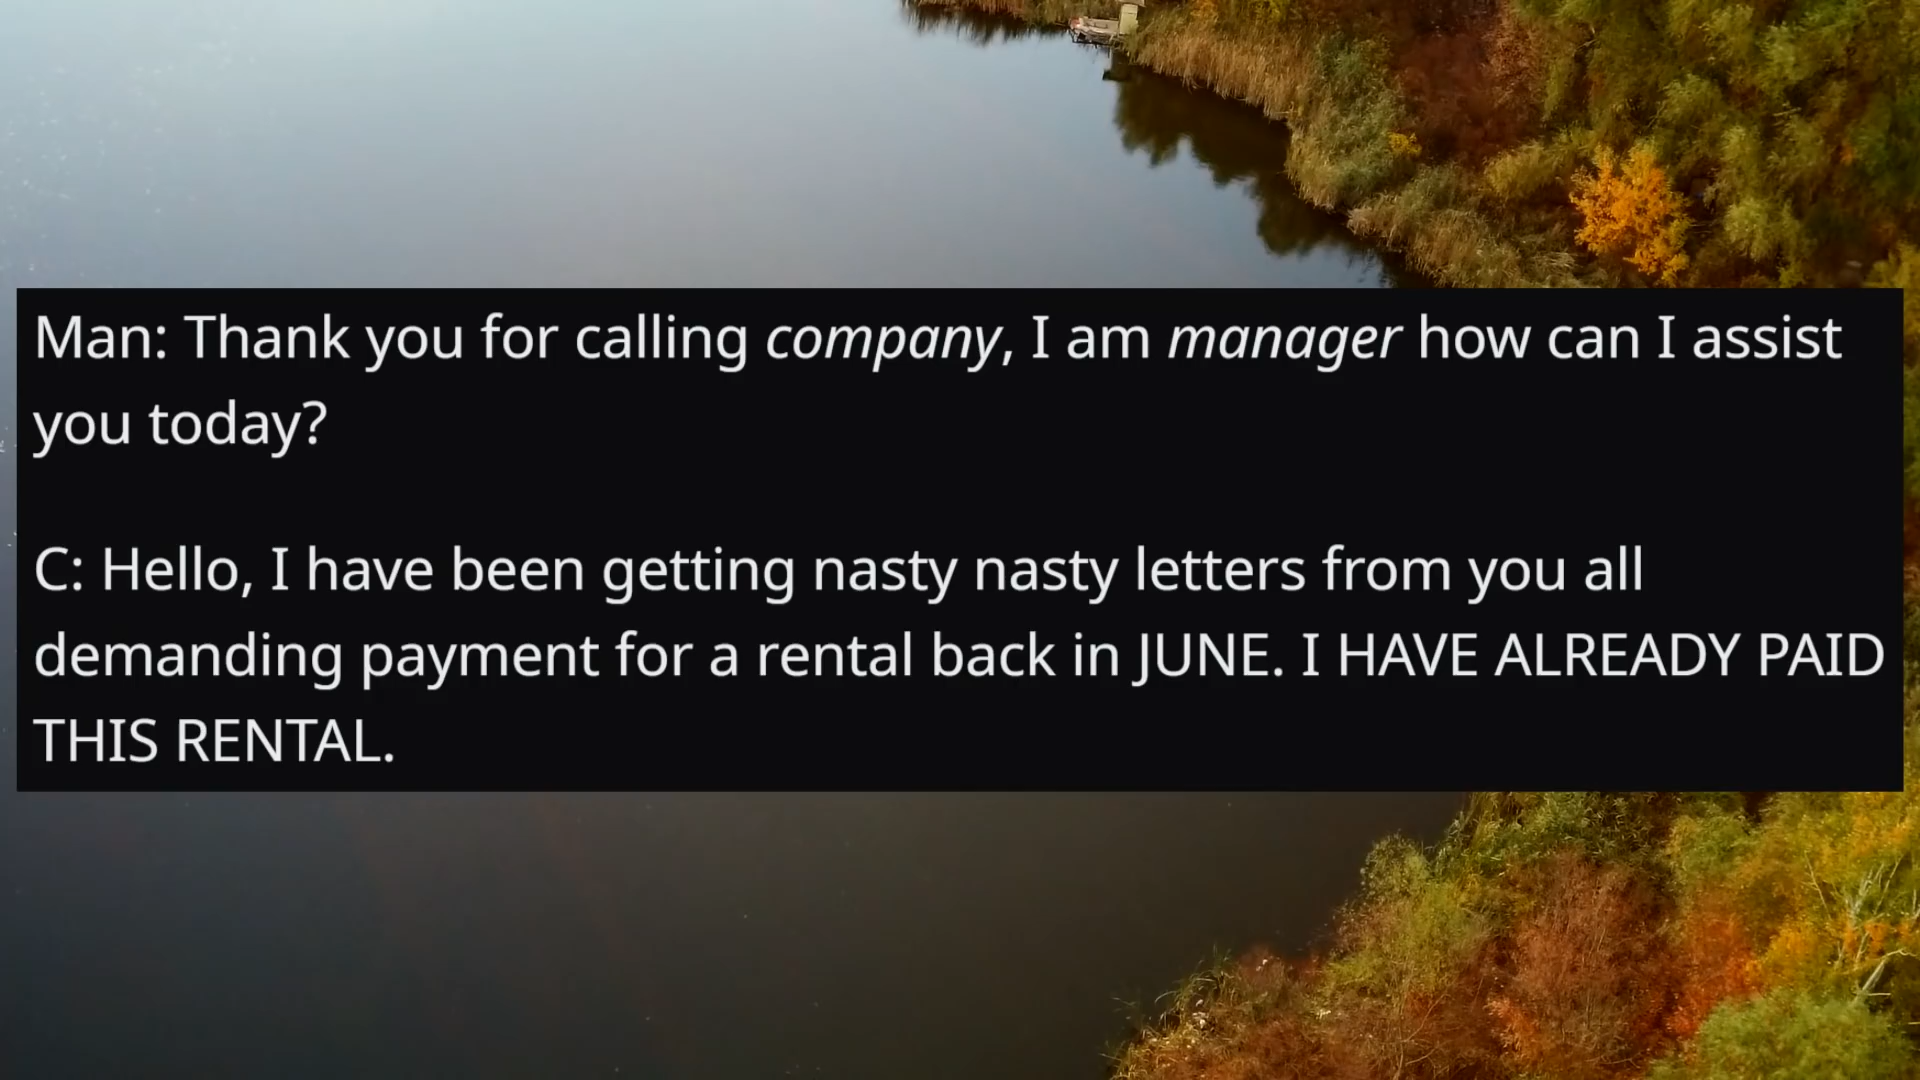 Man: Thank you for calling company, I am manager how can I assist
you today?
C: Hello, I have been getting nasty nasty letters from you all
demanding payment for a rental back in JUNE. I HAVE ALREADY PAID
THIS RENTAL.